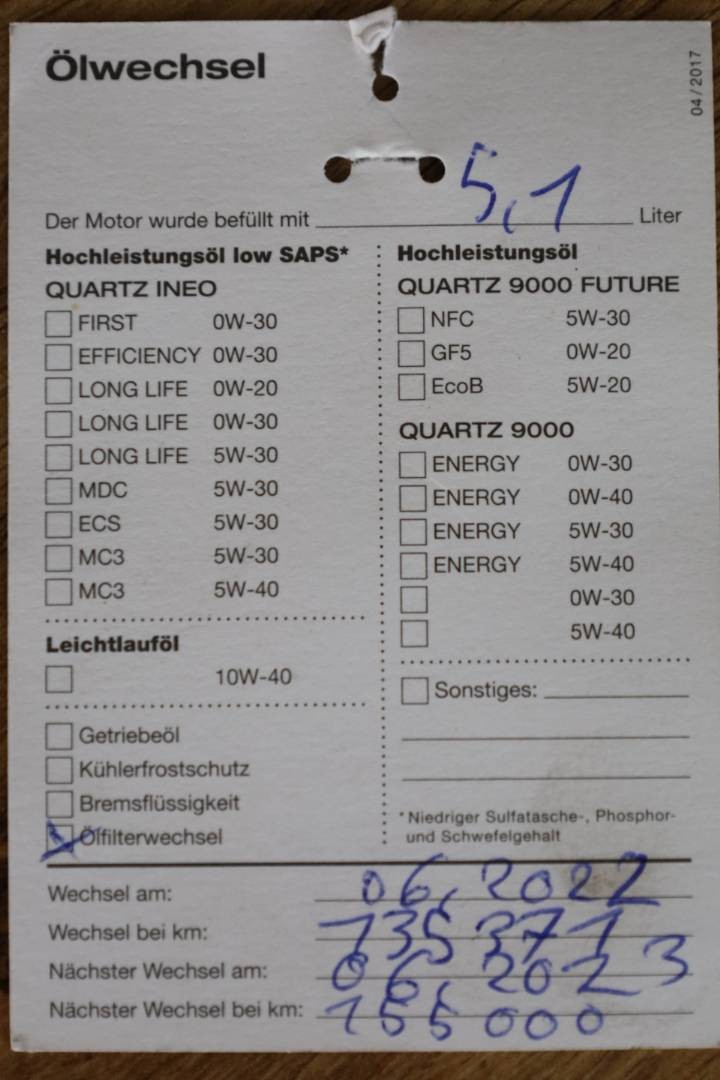 Ölwechsel
04/2017
Der Motor wurde befüllt mit 5,1 Liter
Hochleistungsöl low SAPS*
QUARTZ INEO
FIRST 0W-30
EFFICIENCY 0W-30
LONG LIFE 0W-20
LONG LIFE 0W-30
LONG LIFE 5W-30
MDC 5W-30
ECS 5W-30
MC3 5W-30
MC3 5W-40
Leichtlauföl
10W-40
Getriebeöl
Kühlerfrostschutz
Bremsflüssigkeit
Ölfilterwechsel
Hochleistungsöl
QUARTZ 9000 FUTURE
NFC 5W-30
GF5 0W-20
EcoB 5W-20
QUARTZ 9000
ENERGY 0W-30
ENERGY 0W-40
ENERGY 5W-30
ENERGY 5W-40
0W-30
5W-40
Sonstiges:
*Niedriger Sulfatasche-, Phosphor-
und Schwefelgehalt
Wechsel am: 06,2022
Wechsel bei km: 135371
Nächster Wechsel am: 06,2023
Nächster Wechsel bei km: 155000